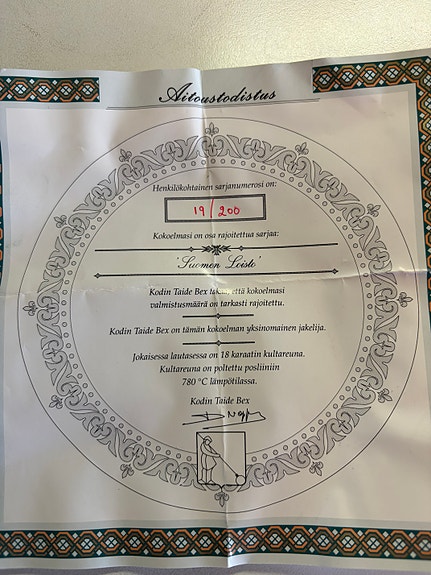 Aitoustodistus
Henkilökohtainen sarjanumerosi on:
19/200
Kokoelmasi on osa rajoitettua sarjaa:
'Suomen Loisto'
Kodin Taide Bex takaa, että kokoelmasi
valmistusmäärä on tarkasti rajoitettu.
Kodin Taide Bex on tämän kokoelman yksinomainen jakelija.
Jokaisessa lautasessa on 18 karaatin kultareuna.
Kultareuna on poltettu posliiniin
780 °C lämpötilassa.
Kodin Taide Bex